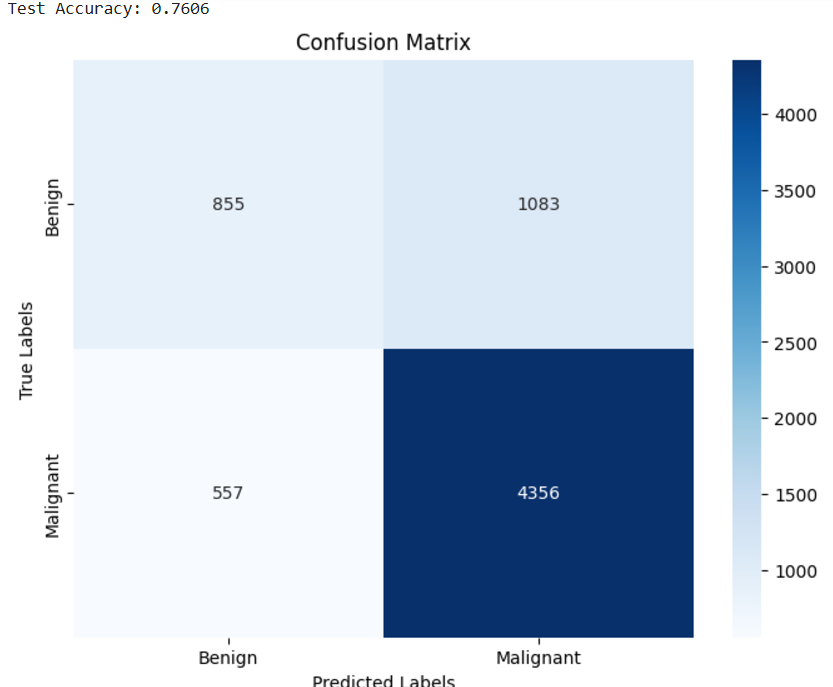 Test Accuracy: 0.7606
Confusion Matrix
True Labels
Benign
855
1083
Malignant
557
4356
Benign
Malignant
Predicted Labels
4000
3500
3000
2500
2000
1500
1000